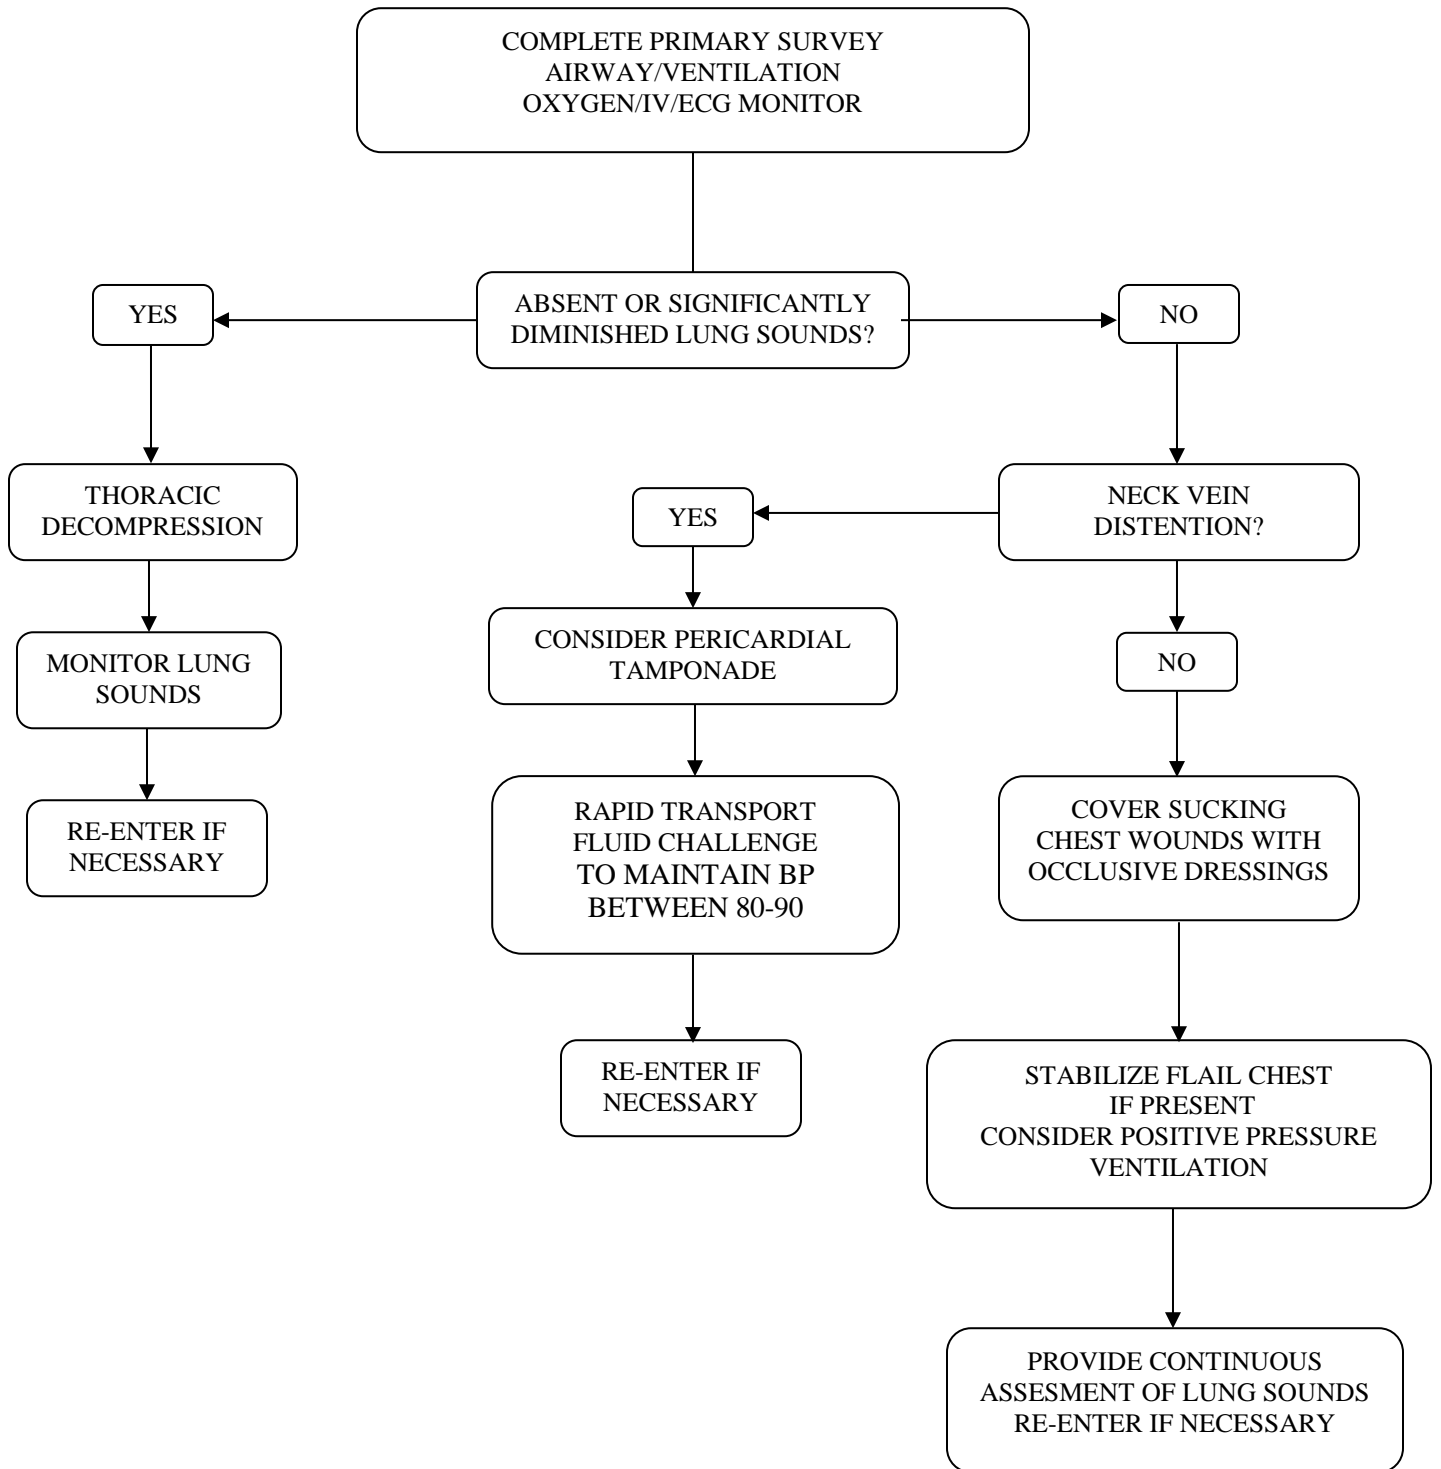 COMPLETE PRIMARY SURVEY
AIRWAY/VENTILATION
OXYGEN/IV/ECG MONITOR
ABSENT OR SIGNIFICANTLY
DIMINISHED LUNG SOUNDS?
YES
NO
THORACIC
DECOMPRESSION
MONITOR LUNG
SOUNDS
RE-ENTER IF
NECESSARY
NECK VEIN
DISTENTION?
YES
CONSIDER PERICARDIAL
TAMPONADE
RAPID TRANSPORT
FLUID CHALLENGE
TO MAINTAIN BP
BETWEEN 80-90
RE-ENTER IF
NECESSARY
NO
COVER SUCKING
CHEST WOUNDS WITH
OCCLUSIVE DRESSINGS
STABILIZE FLAIL CHEST
IF PRESENT
CONSIDER POSITIVE PRESSURE
VENTILATION
PROVIDE CONTINUOUS
ASSESMENT OF LUNG SOUNDS
RE-ENTER IF NECESSARY